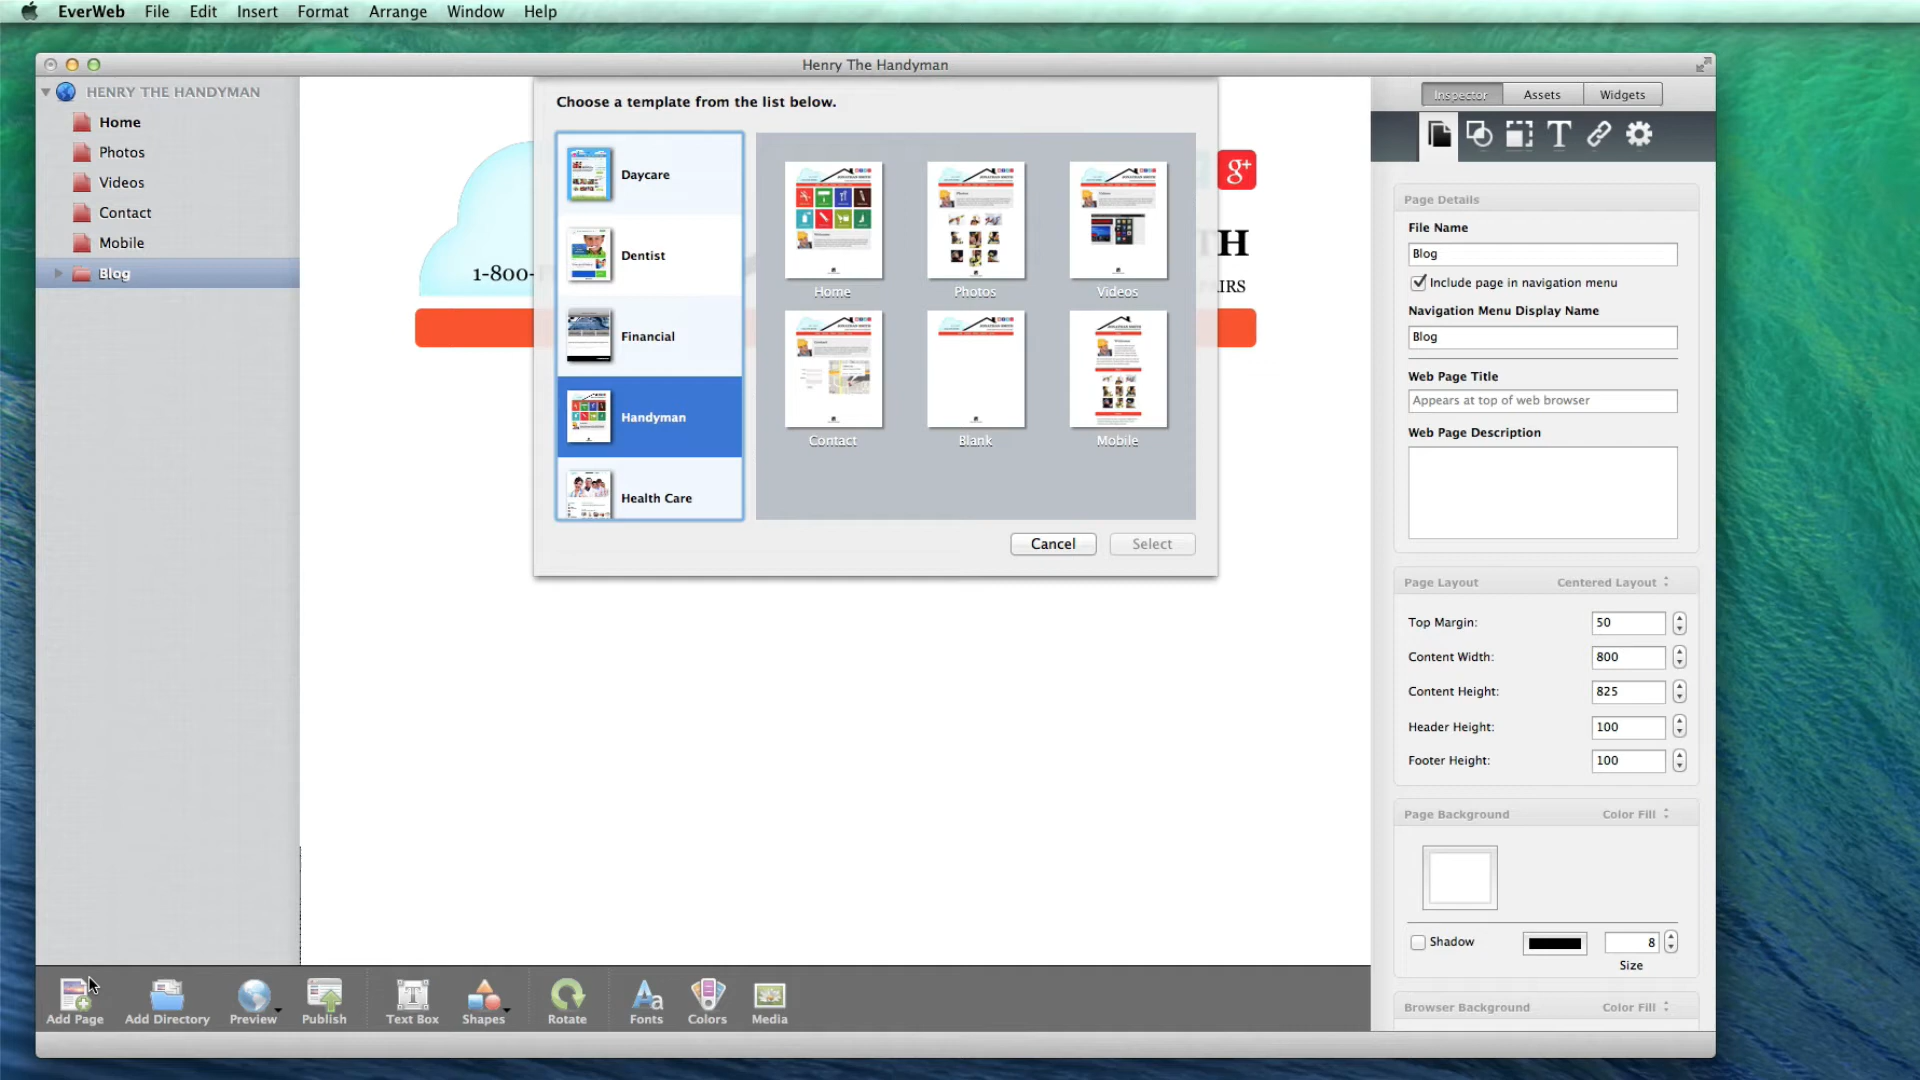 EverWeb File Edit Insert Format Arrange Window Help
Henry The Handyman
HENRY THE HANDYMAN
Home
Photos
Videos
Contact
Mobile
Blog
1-800-
g+
H
IRS
Choose a template from the list below.
Daycare
Dentist
Financial
Handyman
Health Care
Home
Photos
Videos
Contact
Blank
Mobile
Cancel
Select
Inspector
Assets
Widgets
T
Page Details
File Name
Blog
Include page in navigation menu
Navigation Menu Display Name
Blog
Web Page Title
Appears at top of web browser
Web Page Description
Page Layout Centered Layout
Top Margin: 50
Content Width: 800
Content Height: 825
Header Height: 100
Footer Height: 100
Page Background Color Fill
Shadow 8
Size
Browser Background Color Fill
Add Page
Add Directory
Preview
Publish
T
Text Box
Shapes
Rotate
Aa
Fonts
Colors
Media